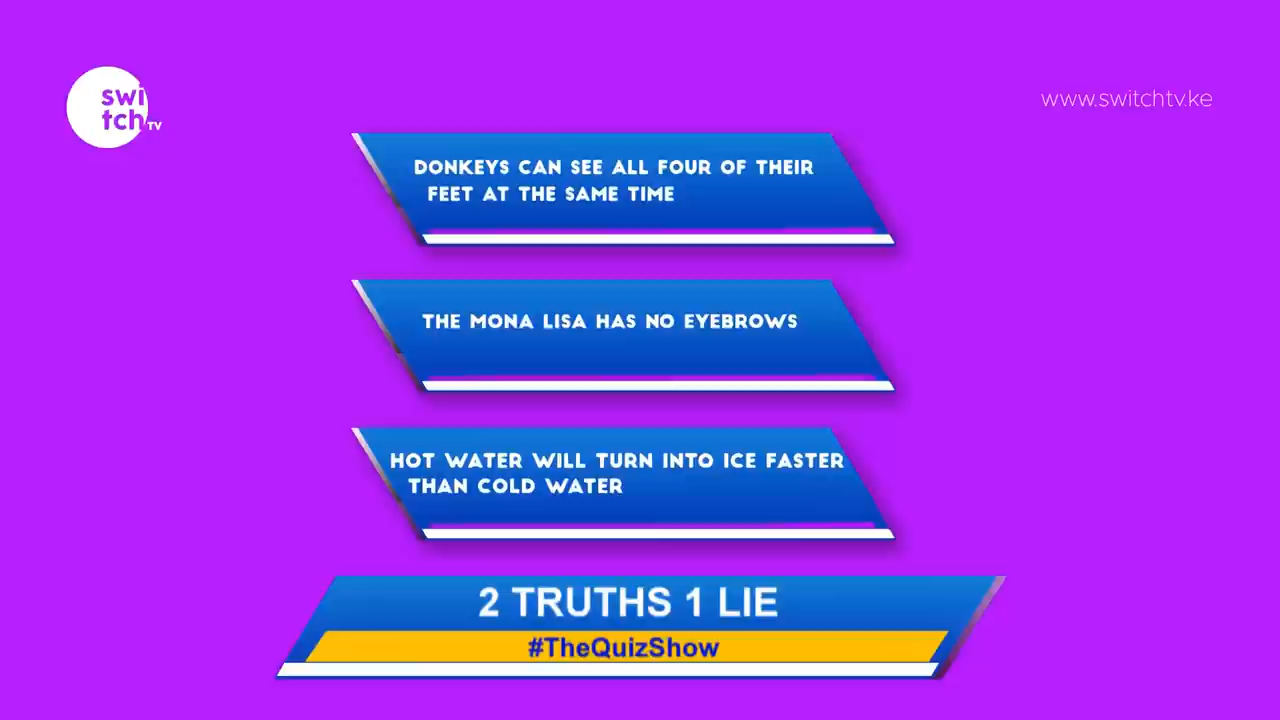 swi
tch TV
www.switchtv.ke
DONKEYS CAN SEE ALL FOUR OF THEIR
FEET AT THE SAME TIME
THE MONA LISA HAS NO EYEBROWS
HOT WATER WILL TURN INTO ICE FASTER
THAN COLD WATER
2 TRUTHS 1 LIE
#TheQuizShow